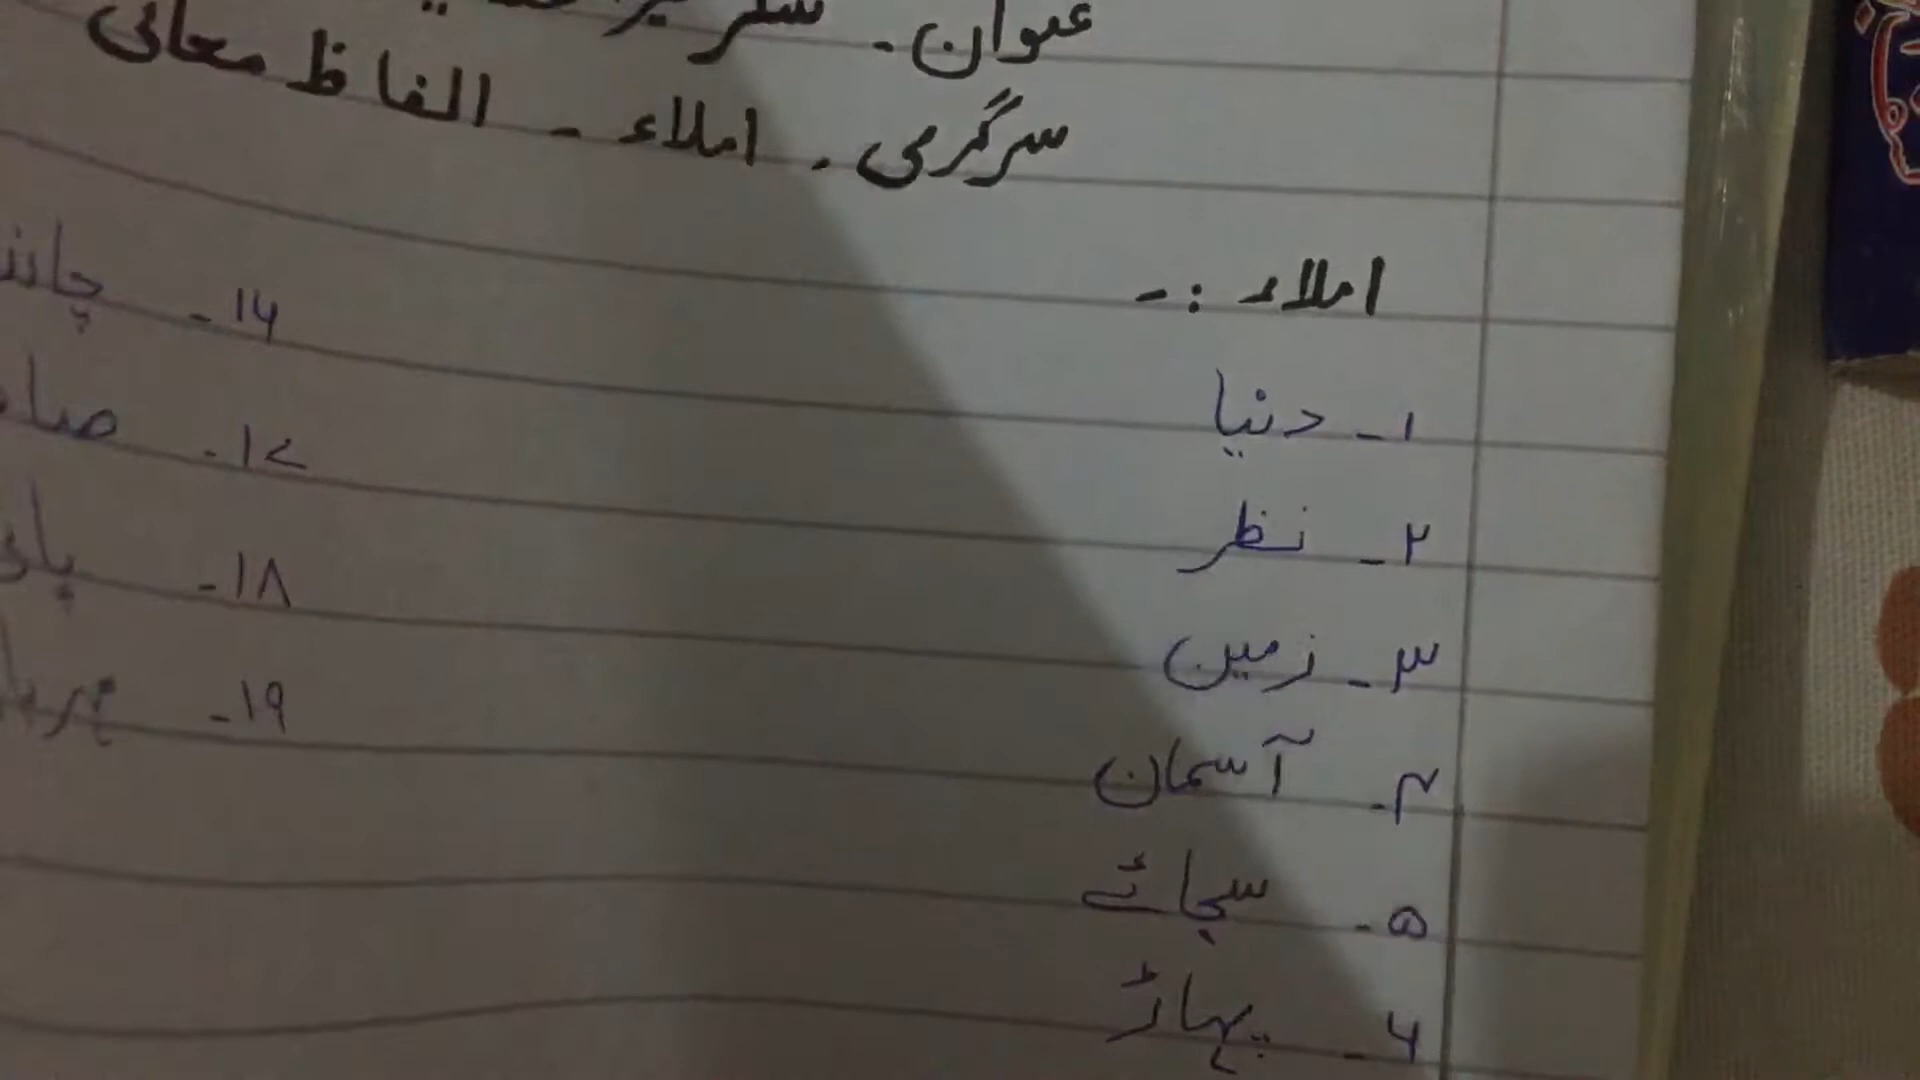 عنوان ۔
سرگرمی ۔ املاء ۔ الفاظ معانی
املاء :۔
۱۔ دنیا
۲۔ نظر
۳۔ زمین
۴۔ آسمان
۵۔ سجائے
۶۔ پہاڑ
۱۶۔
۱۷۔
۱۸۔
۱۹۔